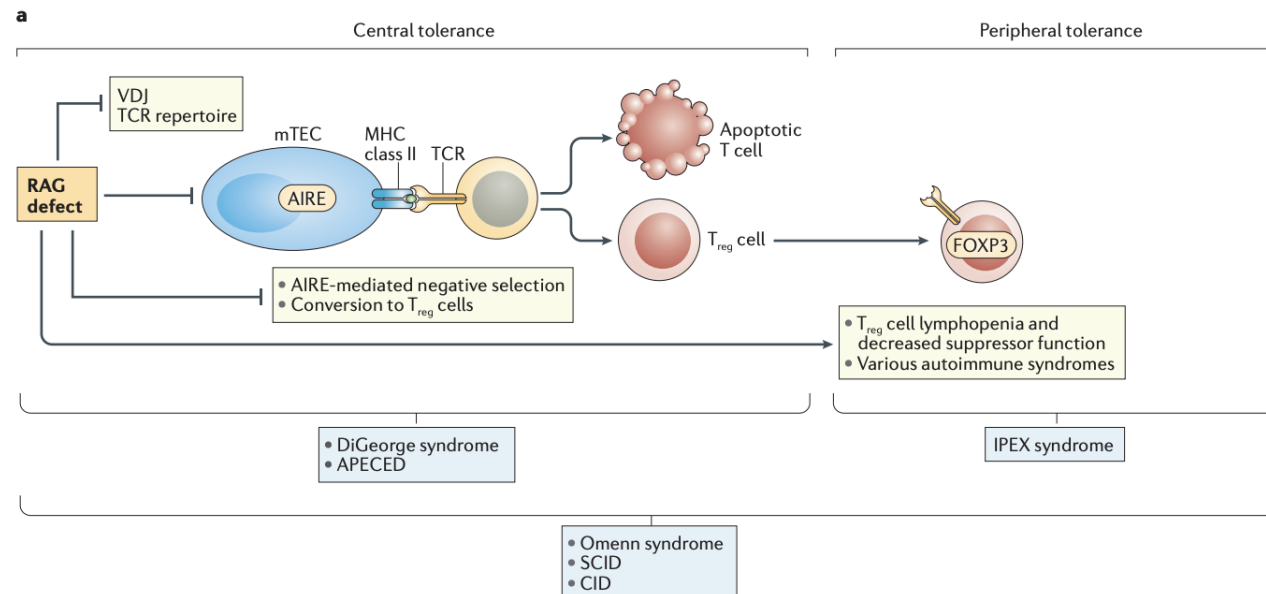 a
Central tolerance
Peripheral tolerance
VDJ
TCR repertoire
mTEC
MHC
class II
TCR
Apoptotic
T cell
RAG
defect
AIRE
Treg cell
FOXP3
• AIRE-mediated negative selection
• Conversion to Treg cells
• Treg cell lymphopenia and
decreased suppressor function
• Various autoimmune syndromes
• DiGeorge syndrome
• APECED
IPEX syndrome
• Omenn syndrome
• SCID
• CID